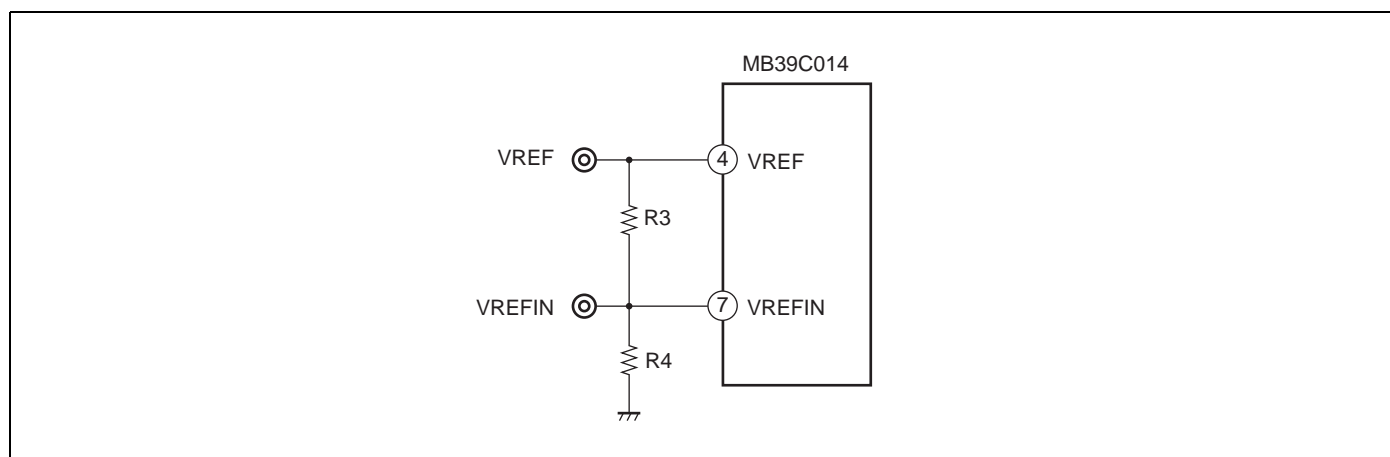 MB39C014
VREF 4 VREF
R3
VREFIN 7 VREFIN
R4